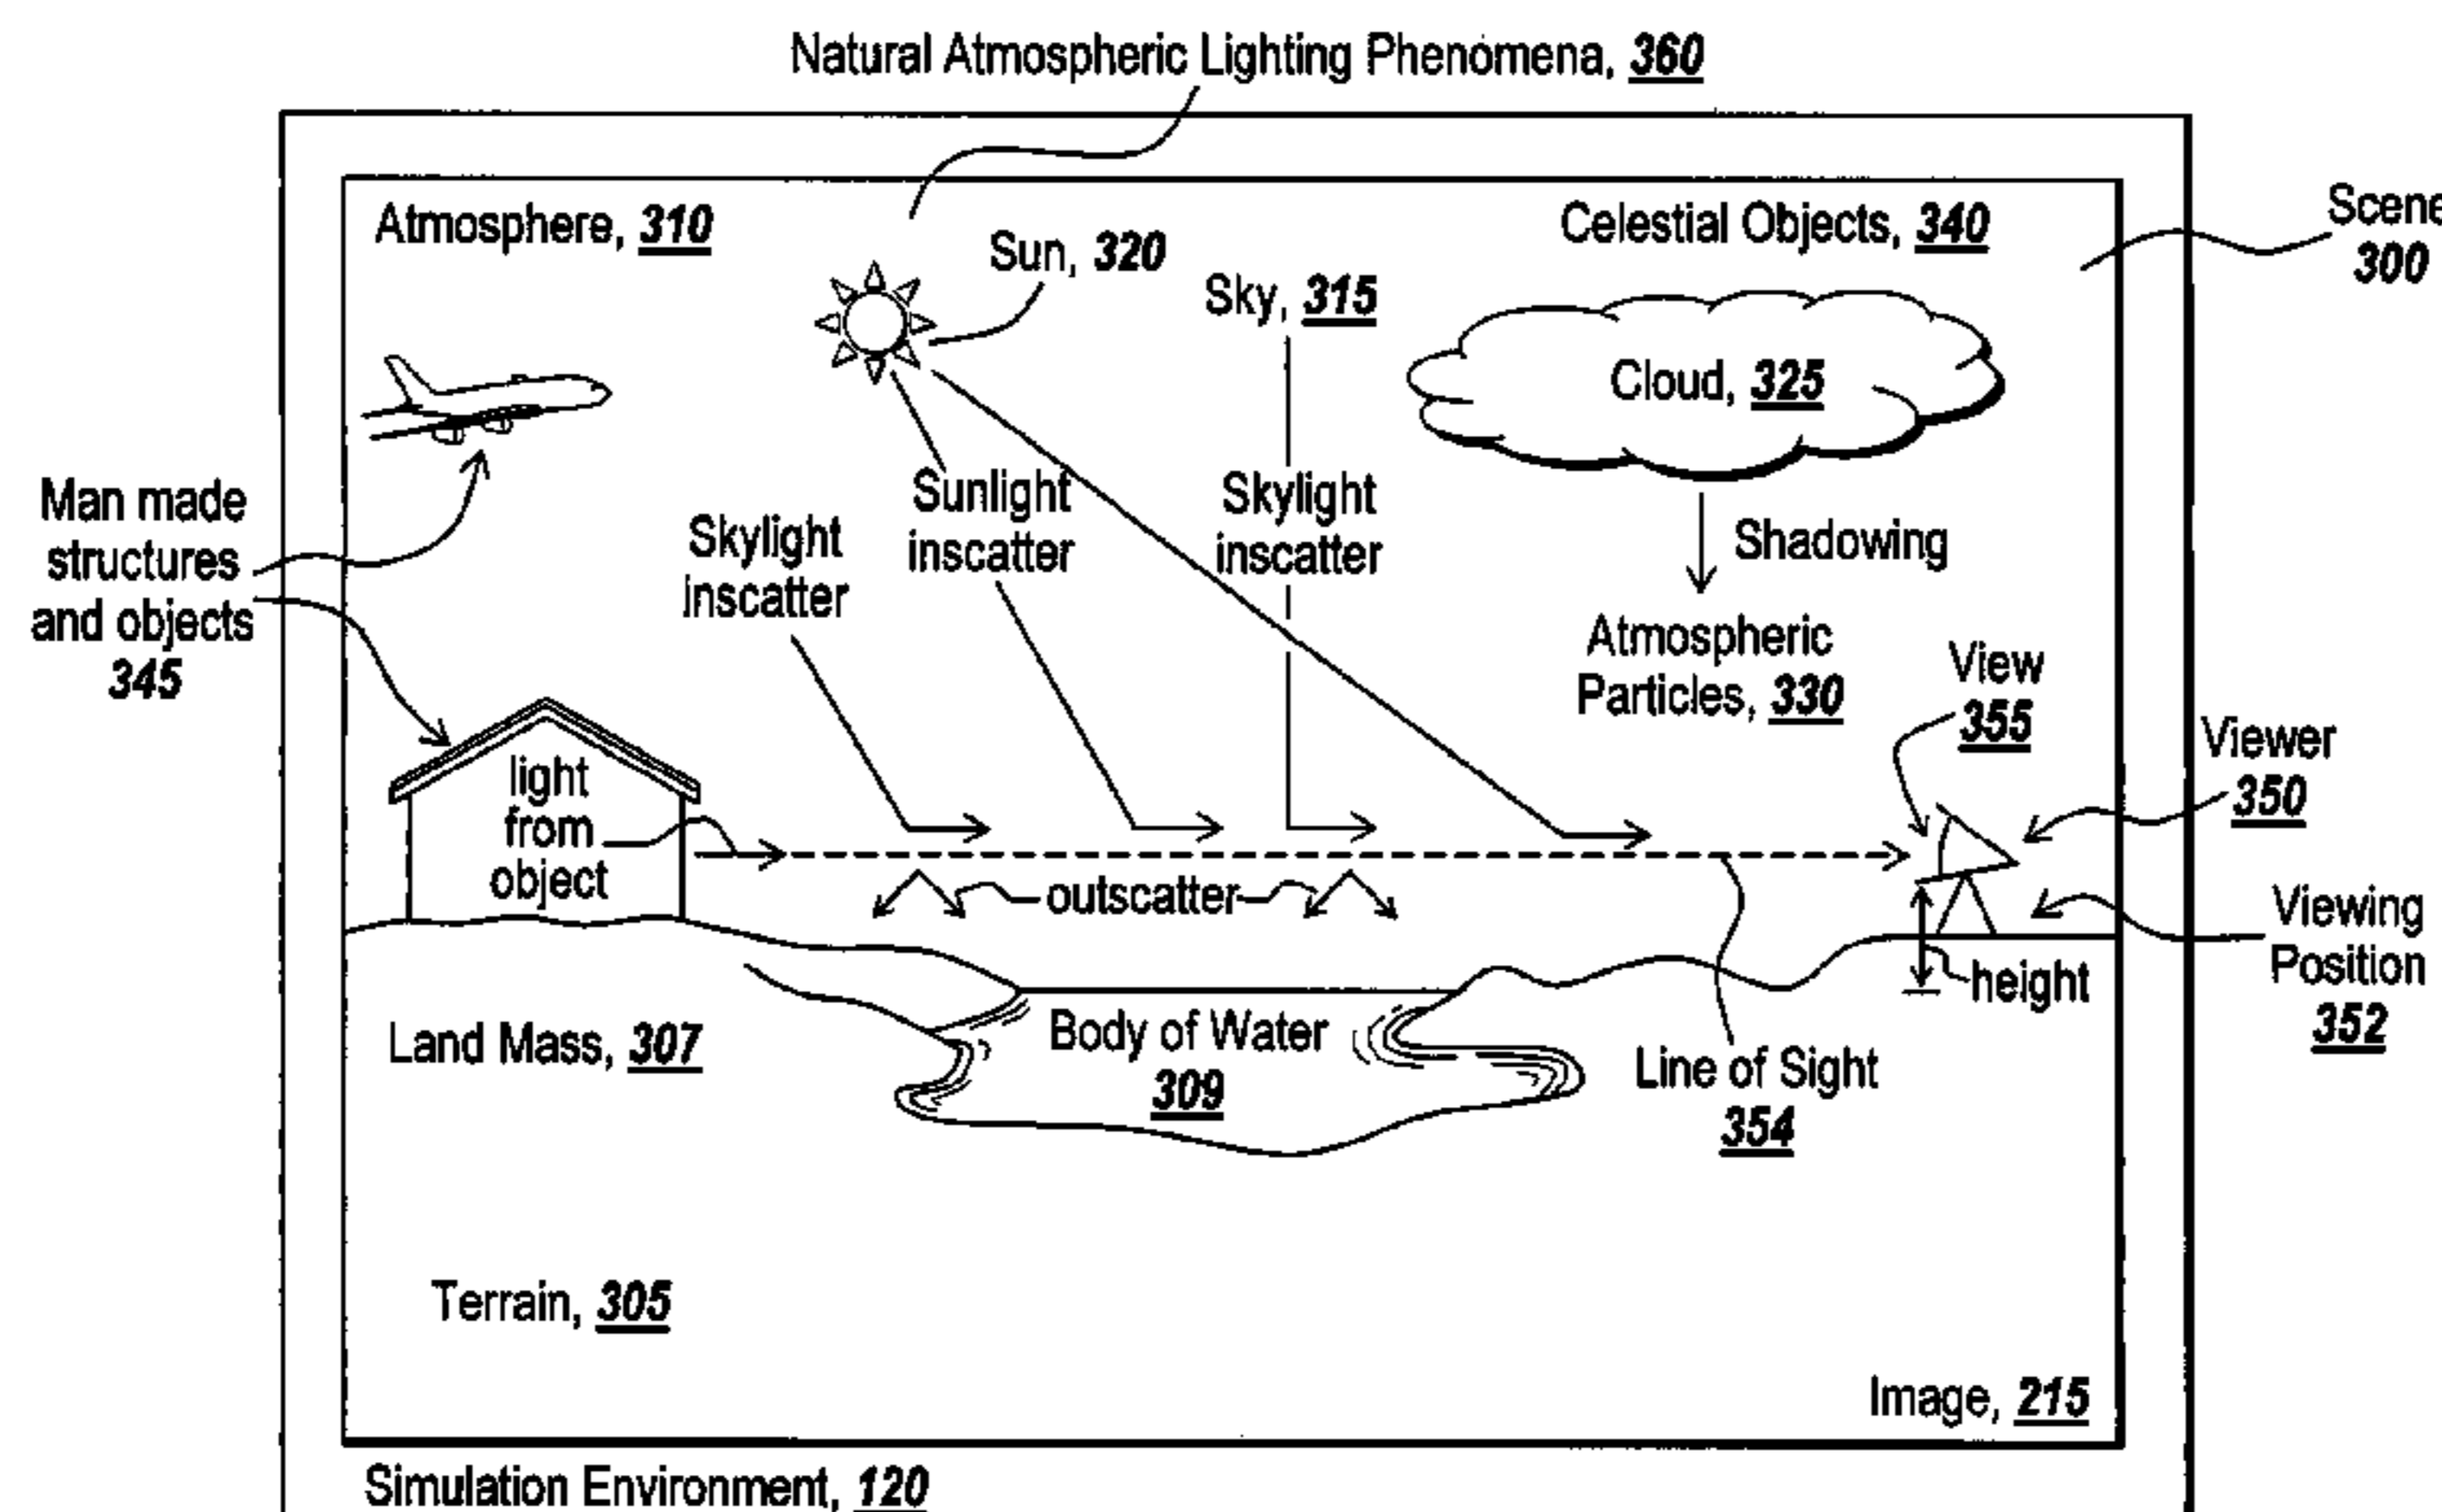 Natural Atmospheric Lighting Phenomena, 360
Atmosphere, 310
Sun, 320
Celestial Objects, 340
Scene
300
Sky, 315
Cloud, 325
Man made
structures
and objects
345
Skylight
inscatter
Sunlight
inscatter
Skylight
inscatter
Shadowing
Atmospheric
Particles, 330
View
355
Viewer
350
light
from
object
outscatter
Viewing
Position
352
height
Land Mass, 307
Body of Water
309
Line of Sight
354
Terrain, 305
Image, 215
Simulation Environment, 120